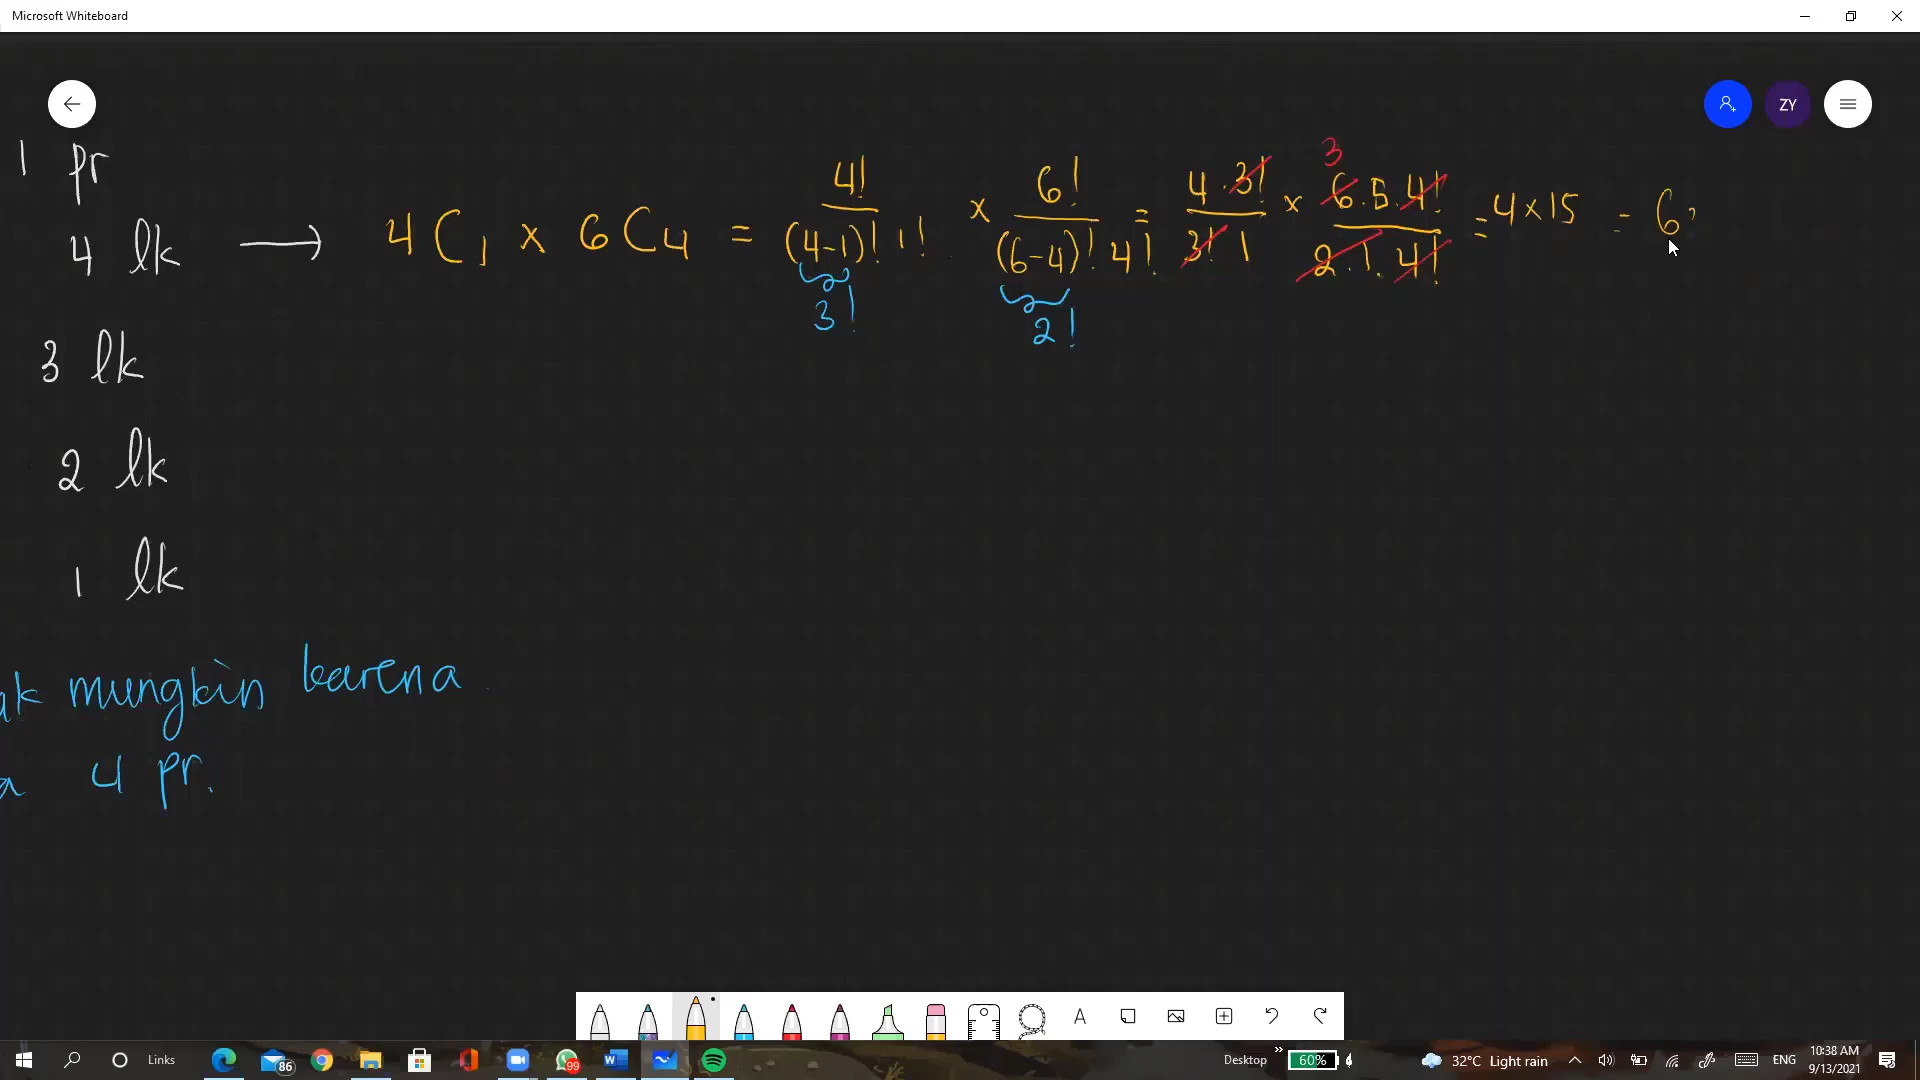 Microsoft Whiteboard
ZY
1 pr
4 lk → 4C₁ × 6C₄ = 4!/(4-1)! 1! × 6!/(6-4)! 4! = 4 . 3!/3! 1 × 6.5.4!/2.1.4! = 4 × 15 = 6
3
3!
2!
3 lk
2 lk
1 lk
mungkin karena
4 pr.
A
Links
86
99
Desktop
60%
32°C Light rain
ENG
10:38 AM
9/13/2021